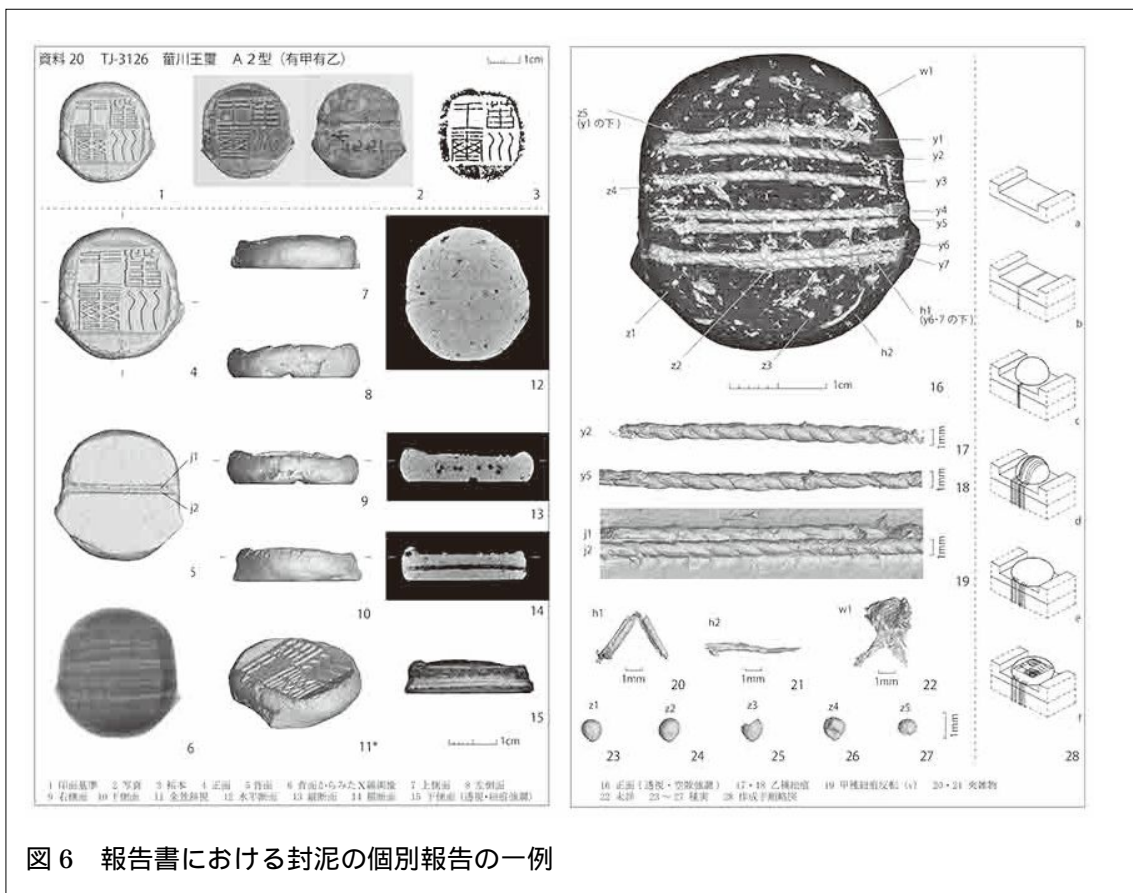 資料20 TJ-3126 菑川王璽 A2型(有甲有乙)
1cm
1
2
3
4
7
8
12
j1
j2
5
9
13
10
14
6
11*
15
1cm
1 印面基準 2 写真 3 拓本 4 正面 5 背面 6 背面からみたX線画像 7 上側面 8 左側面
9 右側面 10 下側面 11 全景斜視 12 水平断面 13 縦断面 14 横断面 15 下側面(透視・紐痕強調)
w1
z5
(y1の下)
y1
y2
y3
z4
y4
y5
y6
y7
h1
(y6・7の下)
z1
z2
z3
h2
1cm
16
y2
1mm
17
y5
1mm
18
j1
j2
1mm
19
h1
1mm
20
h2
1mm
21
w1
1mm
22
z1
z2
z3
z4
z5
1mm
23
24
25
26
27
a
b
c
d
e
f
28
16 正面(透視・空隙強調) 17・18 乙種紐痕 19 甲種紐痕反転 20・21 夾雑物
22 未詳 23～27 種実 28 作成手順略図
図6 報告書における封泥の個別報告の一例